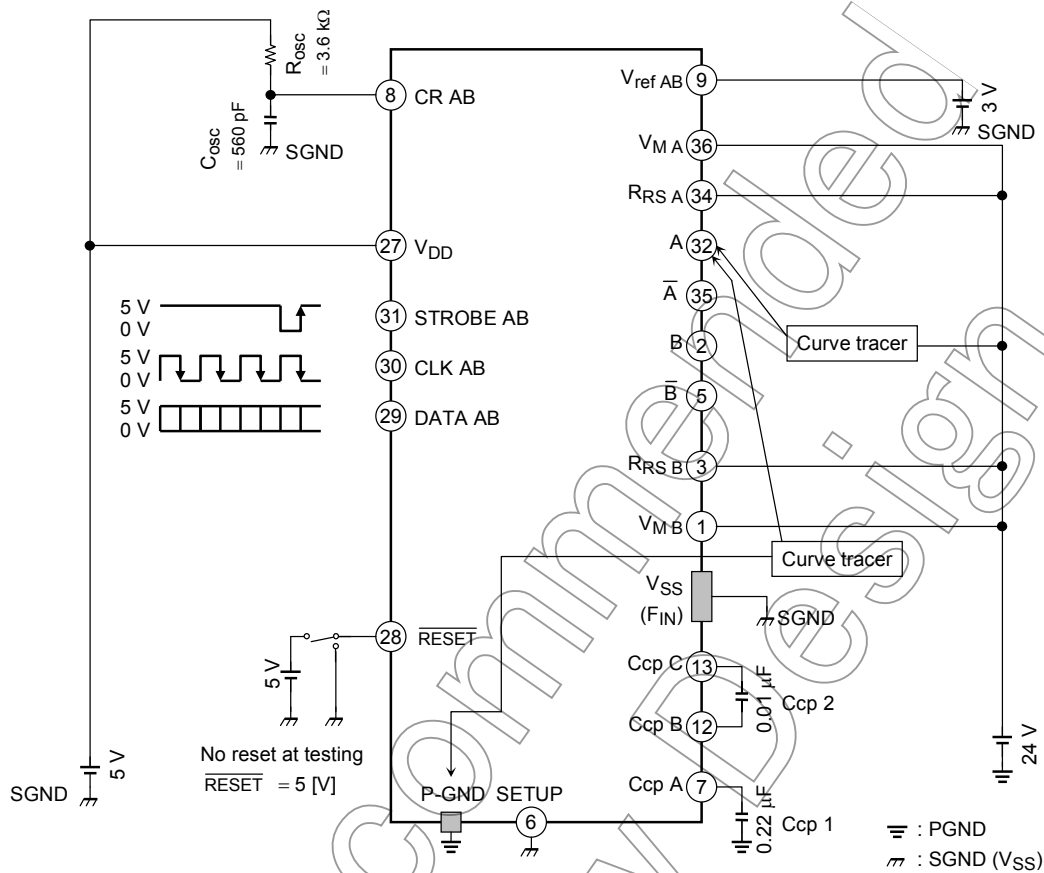 Rosc
= 3.6 kΩ
Cosc
= 560 pF
SGND
8
CR AB
27
VDD
5 V
0 V
31
STROBE AB
5 V
0 V
30
CLK AB
5 V
0 V
29
DATA AB
28
RESET
5 V
No reset at testing
RESET = 5 [V]
5 V
SGND
P-GND
SETUP
6
Vref AB
9
3 V
SGND
VM A
36
RRS A
34
A
32
A
35
B
2
B
5
Curve tracer
RRS B
3
VM B
1
Curve tracer
VSS
(FIN)
SGND
Ccp C
13
0.01 μF
Ccp 2
Ccp B
12
Ccp A
7
0.22 μF
Ccp 1
24 V
: PGND
: SGND (VSS)
commended
w Design